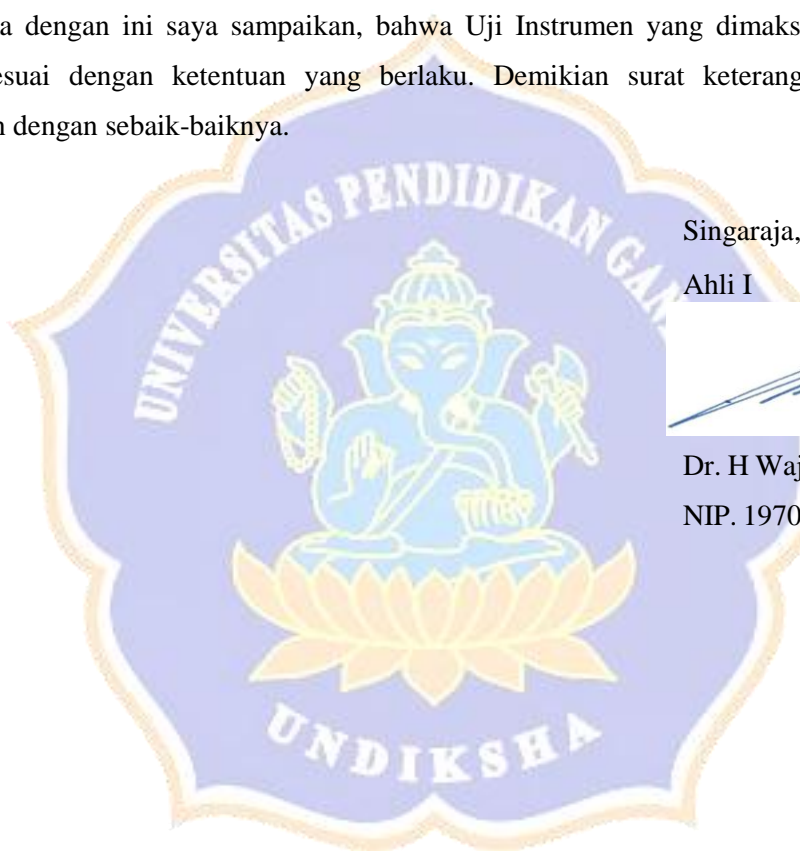 a dengan ini saya sampaikan, bahwa Uji Instrumen yang dimaks
esuai dengan ketentuan yang berlaku. Demikian surat keterang
n dengan sebaik-baiknya.
UNIVERSITAS PENDIDIKAN GAN
Singaraja,
Ahli I
Dr. H Waj
NIP. 1970
UNDIKSHA